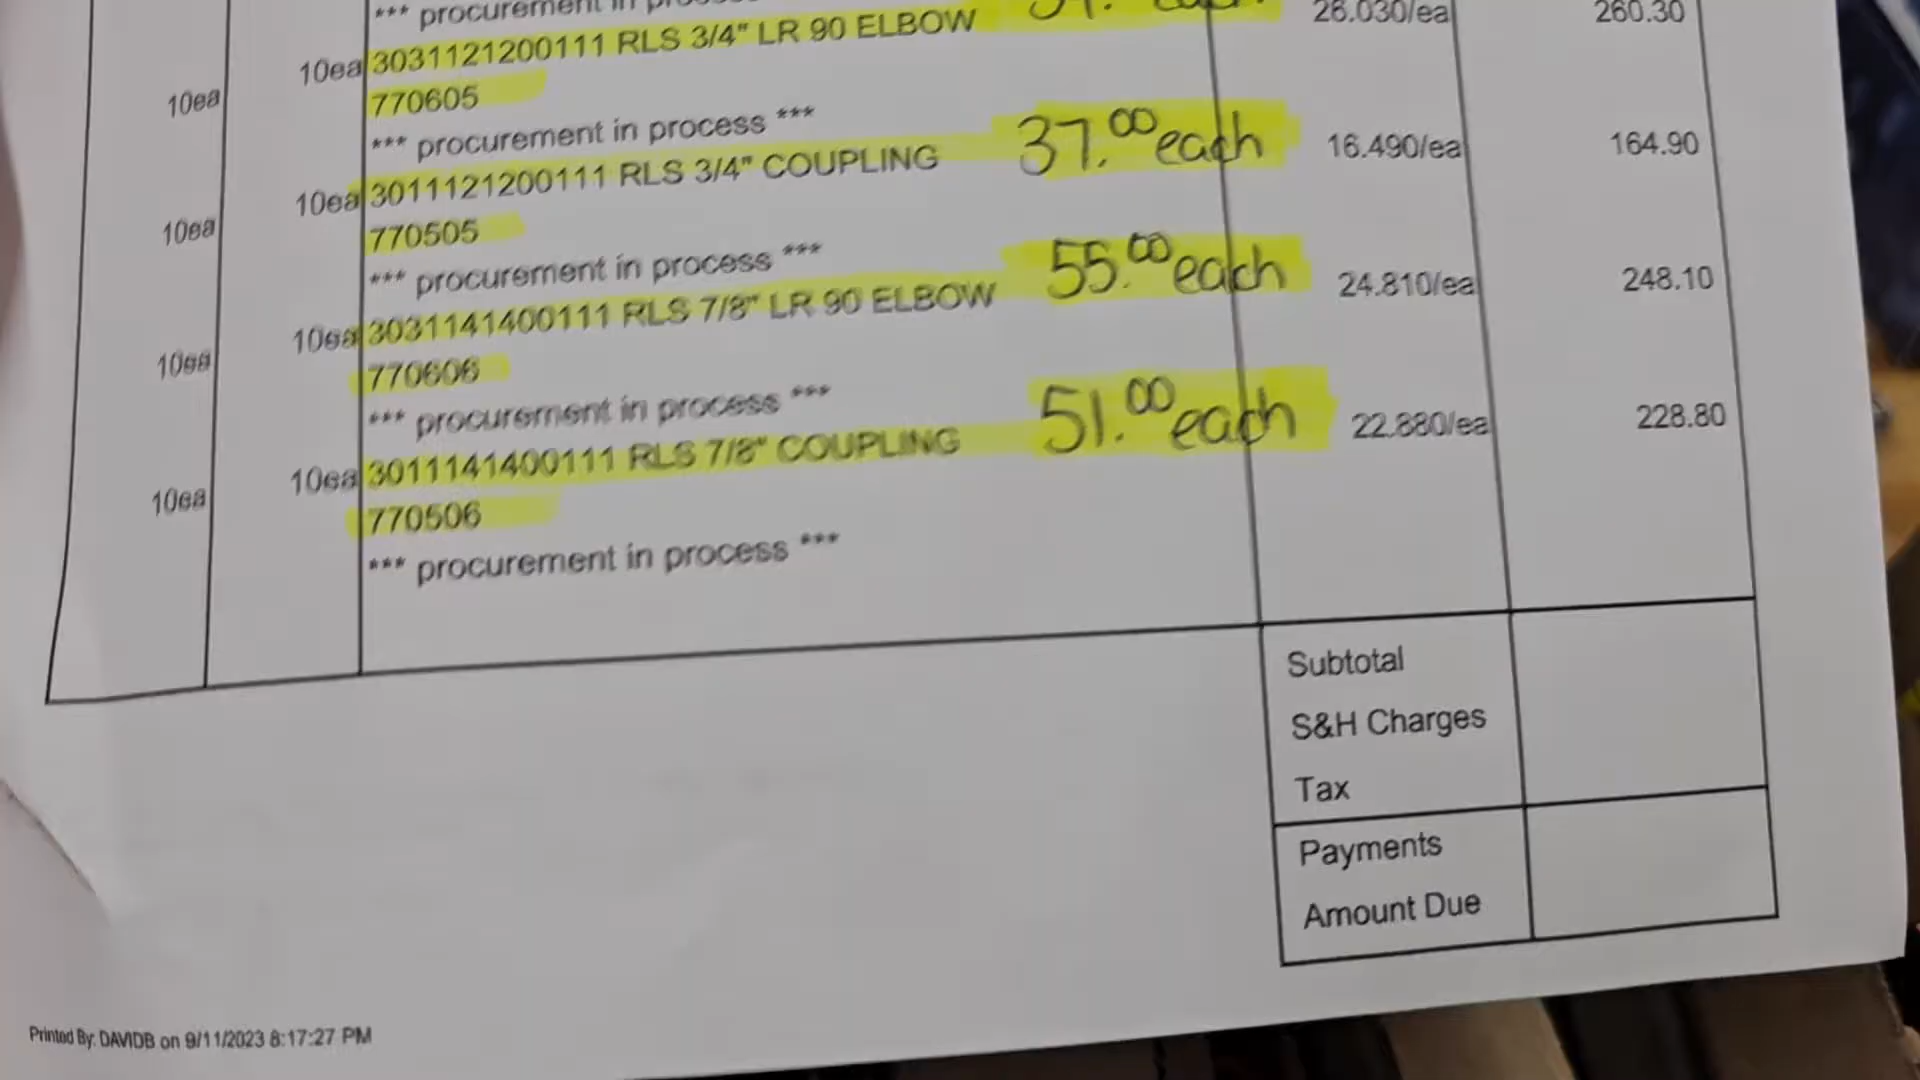 *** procurement in
26.030/ea 260.30
10ea 10ea 3031121200111 RLS 3/4" LR 90 ELBOW
770605
*** procurement in process ***
37.00 each 16.490/ea 164.90
10ea 10ea 3011121200111 RLS 3/4" COUPLING
770505
*** procurement in process ***
55.00 each 24.810/ea 248.10
10ea 10ea 3031141400111 RLS 7/8" LR 90 ELBOW
770606
*** procurement in process ***
51.00 each 22.880/ea 228.80
10ea 10ea 3011141400111 RLS 7/8" COUPLING
770506
*** procurement in process ***
Subtotal
S&H Charges
Tax
Payments
Amount Due
Printed By: DAVIDB on 9/11/2023 8:17:27 PM